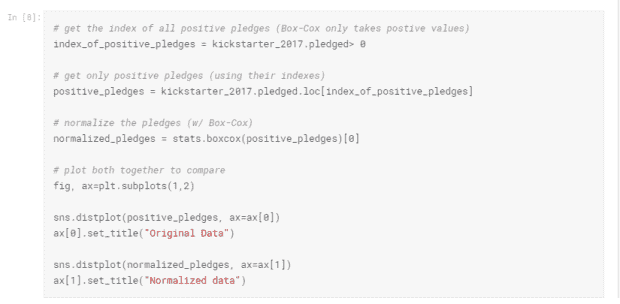 In [8]:
# get the index of all positive pledges (Box-Cox only takes postive values)
index_of_positive_pledges = kickstarter_2017.pledged> 0
# get only positive pledges (using their indexes)
positive_pledges = kickstarter_2017.pledged.loc[index_of_positive_pledges]
# normalize the pledges (w/ Box-Cox)
normalized_pledges = stats.boxcox(positive_pledges)[0]
# plot both together to compare
fig, ax=plt.subplots(1,2)
sns.distplot(positive_pledges, ax=ax[0])
ax[0].set_title("Original Data")
sns.distplot(normalized_pledges, ax=ax[1])
ax[1].set_title("Normalized data")